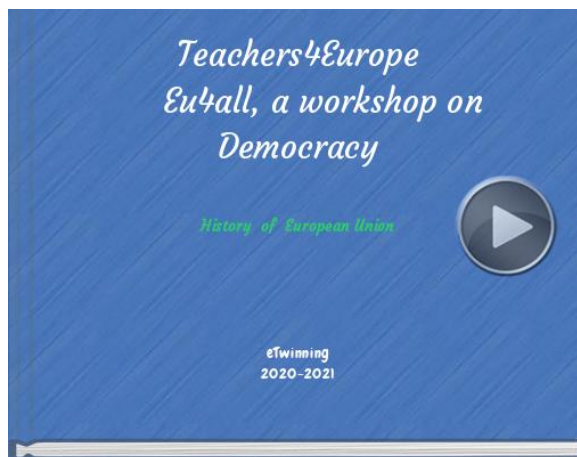 Teachers4Europe
Eu4all, a workshop on
Democracy
History of European Union
eTwinning
2020-2021